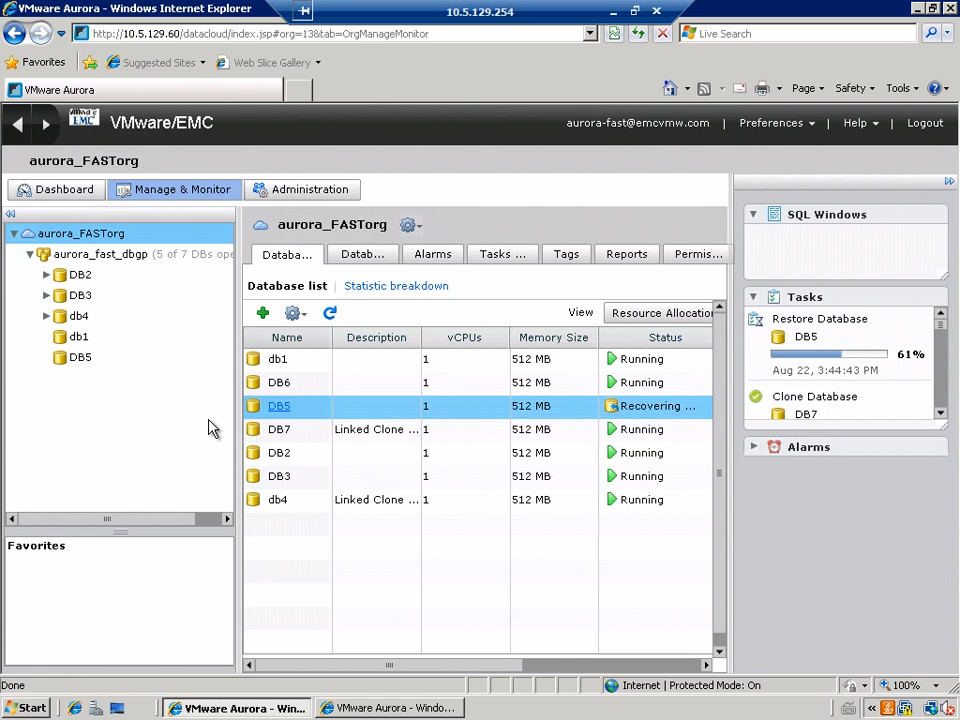 VMware Aurora - Windows Internet Explorer
10.5.129.254
http://10.5.129.60/datacloud/index.jsp#org=13&tab=OrgManageMonitor
Live Search
Favorites
Suggested Sites
Web Slice Gallery
VMware Aurora
Page
Safety
Tools
EMC
VMware/EMC
aurora-fast@emcvmw.com | Preferences | Help | Logout
aurora_FASTorg
Dashboard
Manage & Monitor
Administration
aurora_FASTorg
aurora_fast_dbgp (5 of 7 DBs ope
DB2
DB3
db4
db1
DB5
Favorites
aurora_FASTorg
Databa...
Datab...
Alarms
Tasks ...
Tags
Reports
Permis...
Database list
Statistic breakdown
View
Resource Allocation
Name Description vCPUs Memory Size Status
db1 1 512 MB Running
DB6 1 512 MB Running
DB5 1 512 MB Recovering ...
DB7 Linked Clone ... 1 512 MB Running
DB2 1 512 MB Running
DB3 1 512 MB Running
db4 Linked Clone ... 1 512 MB Running
SQL Windows
Tasks
Restore Database
DB5
61%
Aug 22, 3:44:43 PM
Clone Database
DB7
Alarms
Done
Internet | Protected Mode: On
100%
Start
VMware Aurora - Win...
VMware Aurora - Windo...